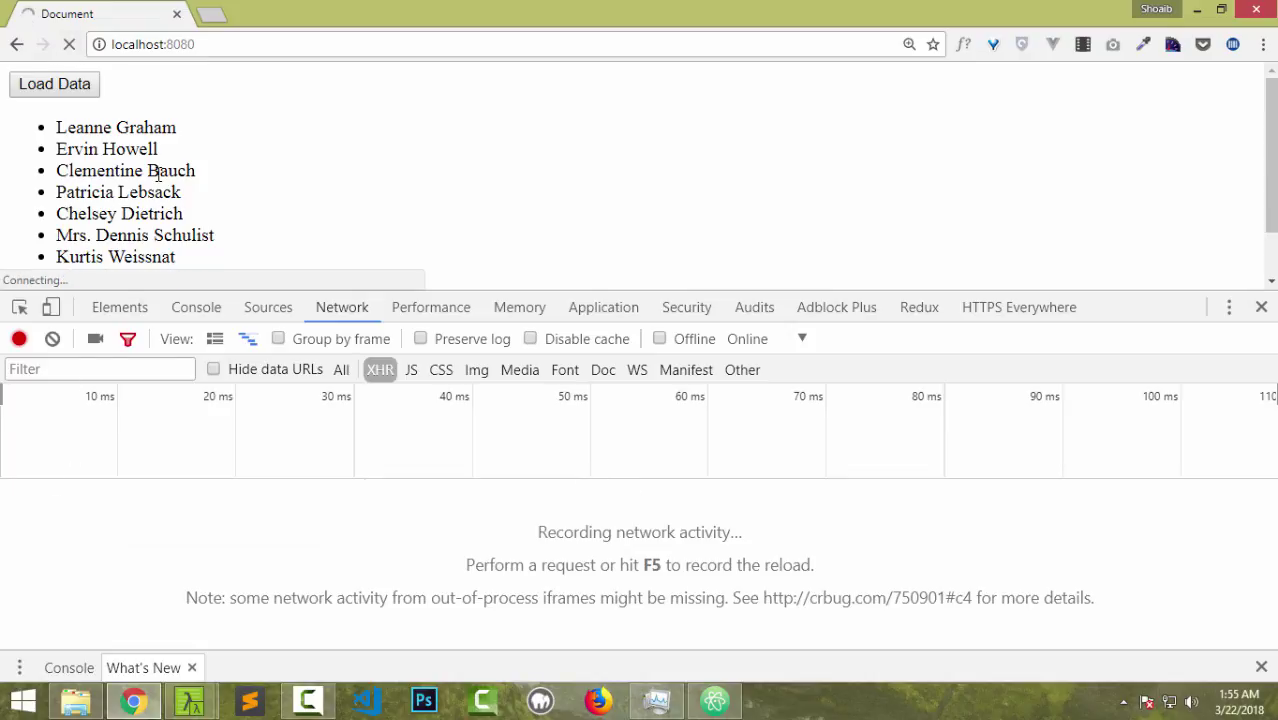 Document
Shoaib
localhost:8080
f?
Load Data
Leanne Graham
Ervin Howell
Clementine Bauch
Patricia Lebsack
Chelsey Dietrich
Mrs. Dennis Schulist
Kurtis Weissnat
Connecting...
Elements Console Sources Network Performance Memory Application Security Audits Adblock Plus Redux HTTPS Everywhere
View: Group by frame Preserve log Disable cache Offline Online
Filter Hide data URLs All XHR JS CSS Img Media Font Doc WS Manifest Other
10 ms 20 ms 30 ms 40 ms 50 ms 60 ms 70 ms 80 ms 90 ms 100 ms 110
Recording network activity...
Perform a request or hit F5 to record the reload.
Note: some network activity from out-of-process iframes might be missing. See http://crbug.com/750901#c4 for more details.
Console What's New
Ps
1:55 AM
3/22/2018